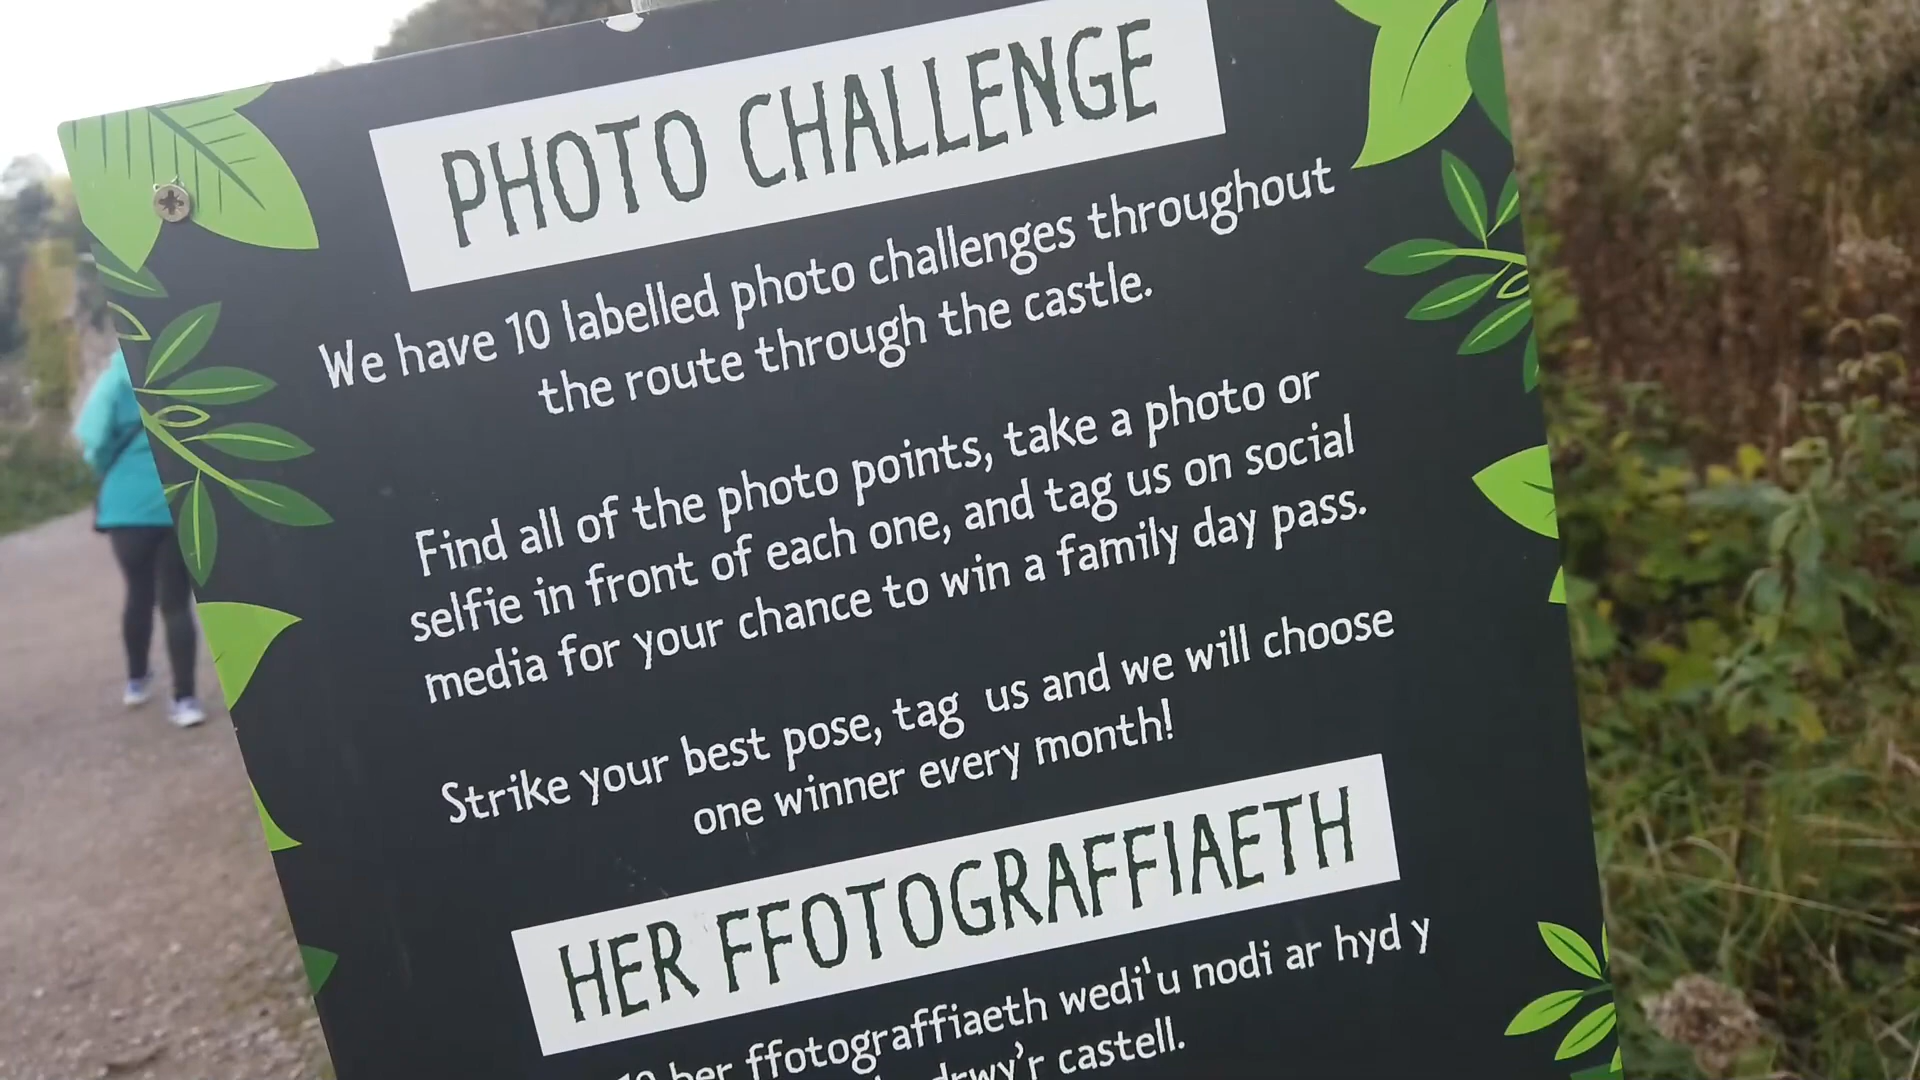 PHOTO CHALLENGE
We have 10 labelled photo challenges throughout
the route through the castle.
Find all of the photo points, take a photo or
selfie in front of each one, and tag us on social
media for your chance to win a family day pass.
Strike your best pose, tag us and we will choose
one winner every month!
HER FFOTOGRAFFIAETH
10 her ffotograffiaeth wedi'u nodi ar hyd y
drwy'r castell.